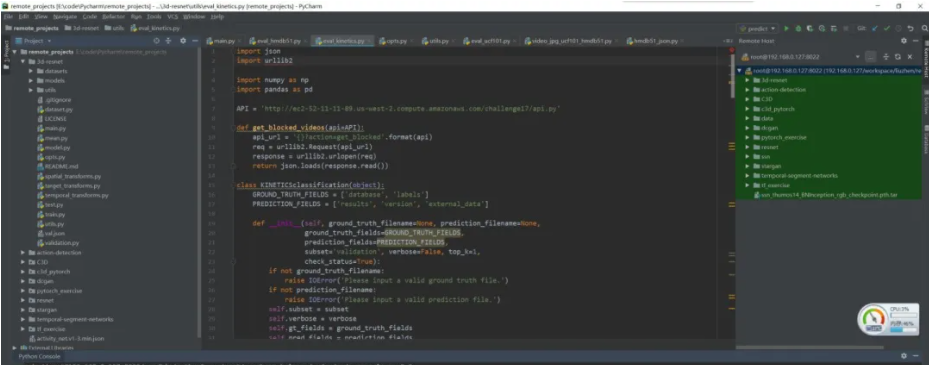 remote_projects [E:\code\Pycharm\remote_projects] - ...\3d-resnet\utils\eval_kinetics.py [remote_projects] - PyCharm
File Edit View Navigate Code Refactor Run Tools VCS Window Help
remote_projects 3d-resnet utils eval_kinetics.py
predict
Project
main.py eval_hmdb51.py eval_kinetics.py opts.py utils.py eval_ucf101.py video_jpg_ucf101_hmdb51.py hmdb51_json.py
Remote Host
remote_projects E:\code\Pycharm\remote_projects
3d-resnet
datasets
models
utils
.gitignore
dataset.py
LICENSE
main.py
mean.py
model.py
opts.py
README.md
spatial_transforms.py
target_transforms.py
temporal_transforms.py
test.py
train.py
utils.py
val.json
validation.py
action-detection
C3D
c3d_pytorch
dcgan
pytorch_exercise
resnet
stargan
temporal-segment-networks
tf_exercise
activity_net.v1-3.min.json
External Libraries
import json
import urllib2
import numpy as np
import pandas as pd
API = 'http://ec2-52-11-11-89.us-west-2.compute.amazonaws.com/challenge17/api.py'
def get_blocked_videos(api=API):
api_url = '{}?action=get_blocked'.format(api)
req = urllib2.Request(api_url)
response = urllib2.urlopen(req)
return json.loads(response.read())
class KINETICSclassification(object):
GROUND_TRUTH_FIELDS = ['database', 'labels']
PREDICTION_FIELDS = ['results', 'version', 'external_data']
def __init__(self, ground_truth_filename=None, prediction_filename=None,
ground_truth_fields=GROUND_TRUTH_FIELDS,
prediction_fields=PREDICTION_FIELDS,
subset='validation', verbose=False, top_k=1,
check_status=True):
if not ground_truth_filename:
raise IOError('Please input a valid ground truth file.')
if not prediction_filename:
raise IOError('Please input a valid prediction file.')
self.subset = subset
self.verbose = verbose
self.gt_fields = ground_truth_fields
self.pred_fields = prediction_fields
root@192.168.0.127:8022
root@192.168.0.127:8022 (192.168.0.127/workspace/liuzhen/re
3d-resnet
action-detection
C3D
c3d_pytorch
data
dcgan
pytorch_exercise
resnet
ssn
stargan
temporal-segment-networks
tf_exercise
Python Console